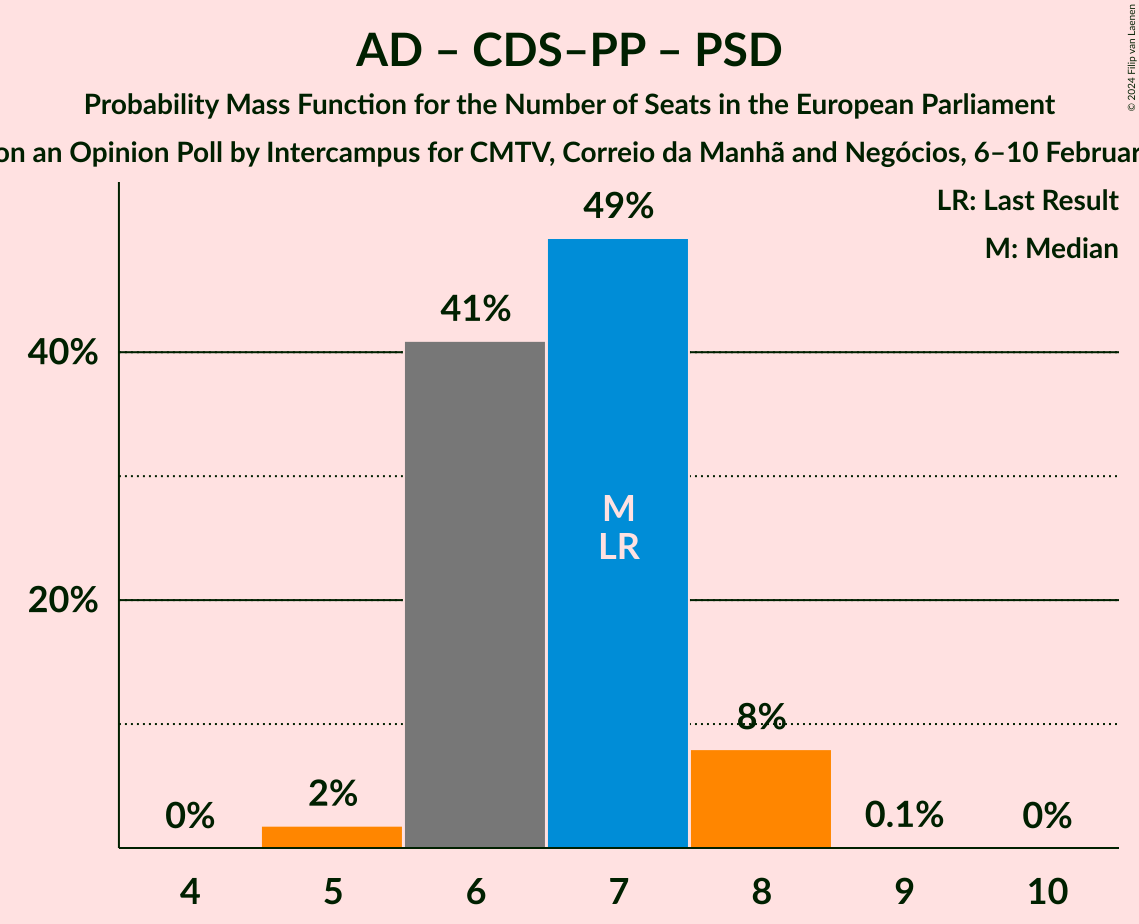 AD – CDS–PP – PSD
Probability Mass Function for the Number of Seats in the European Parliament
on an Opinion Poll by Intercampus for CMTV, Correio da Manhã and Negócios, 6–10
© 2024 Filip van Laenen
LR: Last Result
M: Median
49%
41%
40%
M
LR
20%
8%
2%
0%
0.1%
0%
4 5 6 7 8 9 10